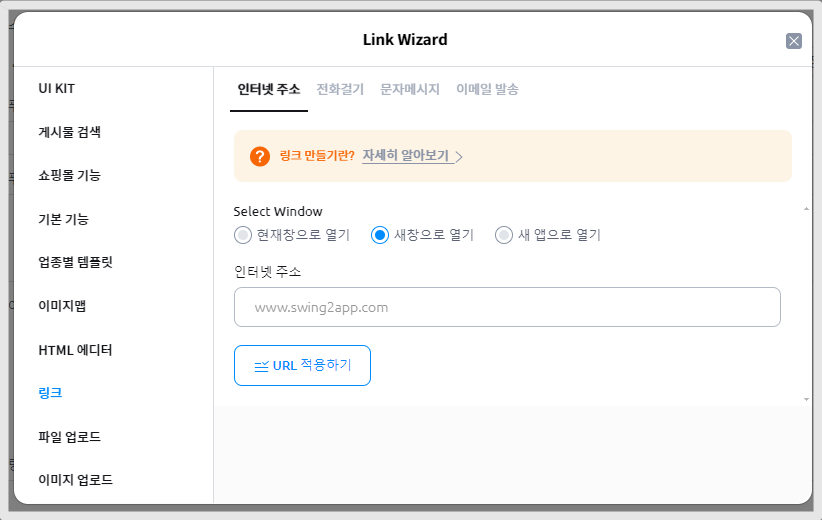 Link Wizard
UI KIT
게시물 검색
쇼핑몰 기능
기본 기능
업종별 템플릿
이미지맵
HTML 에디터
링크
파일 업로드
이미지 업로드
인터넷 주소 전화걸기 문자메시지 이메일 발송
? 링크 만들기란? 자세히 알아보기
Select Window
현재창으로 열기 새창으로 열기 새 앱으로 열기
인터넷 주소
www.swing2app.com
URL 적용하기